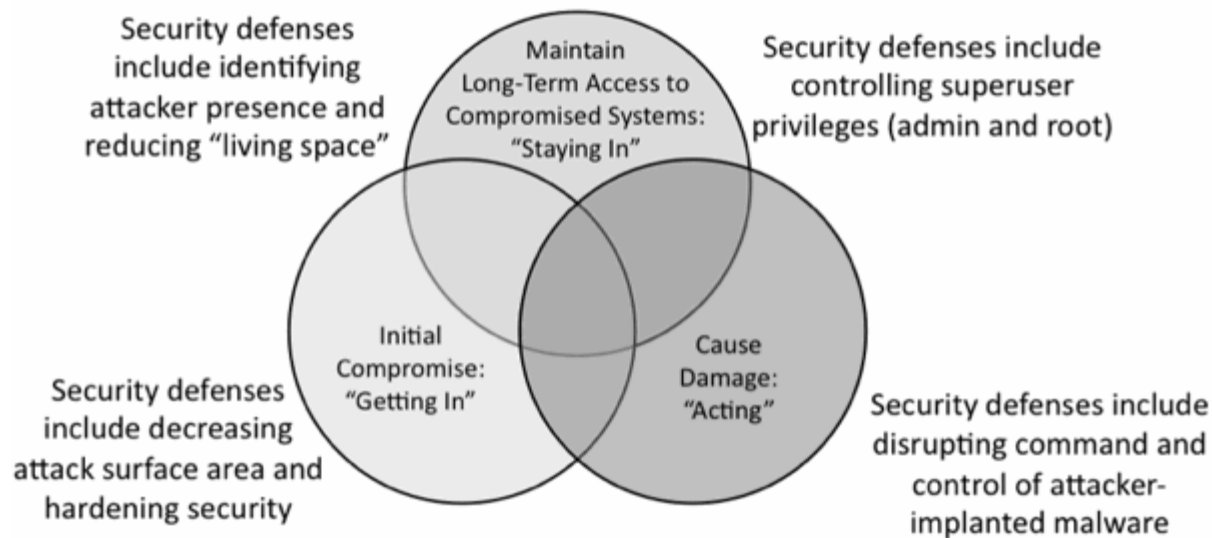 Security defenses
include identifying
attacker presence and
reducing “living space”
Maintain
Long-Term Access to
Compromised Systems:
“Staying In”
Security defenses include
controlling superuser
privileges (admin and root)
Initial
Compromise:
“Getting In”
Cause
Damage:
“Acting”
Security defenses
include decreasing
attack surface area and
hardening security
Security defenses include
disrupting command and
control of attacker-
implanted malware